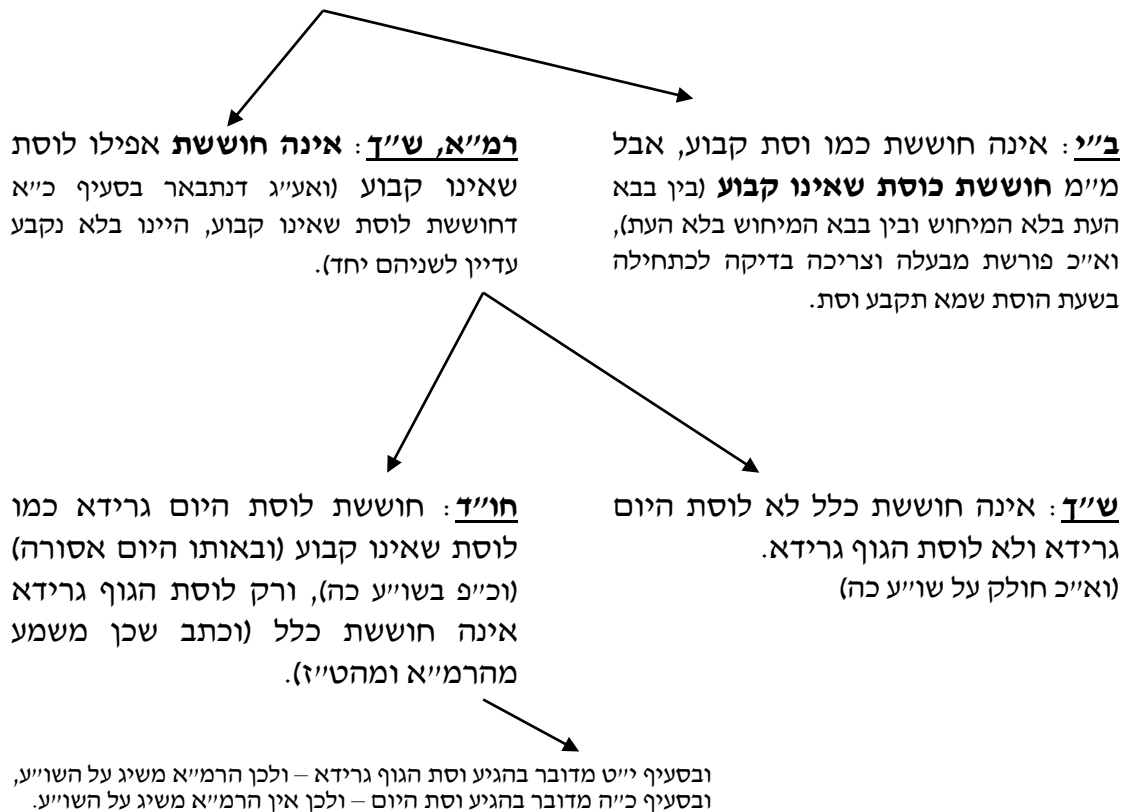 ב״י: אינה חוששת כמו וסת קבוע, אבל
מ״מ חוששת כוסת שאינו קבוע (בין בבא
העת בלא המיחוש ובין בבא המיחוש בלא העת),
וא״כ פורשת מבעלה וצריכה בדיקה לכתחילה
בשעת הוסת שמא תקבע וסת.
רמ״א, ש״ך: אינה חוששת אפילו לוסת
שאינו קבוע (ואע״ג דנתבאר בסעיף כ״א
דחוששת לוסת שאינו קבוע, היינו בלא נקבע
עדיין לשניהם יחד).
ש״ך: אינה חוששת כלל לא לוסת היום
גרידא ולא לוסת הגוף גרידא.
(וא״כ חולק על שו״ע כה)
חו״ד: חוששת לוסת היום גרידא כמו
לוסת שאינו קבוע (ובאותו היום אסורה)
(וכ״פ בשו״ע כה), ורק לוסת הגוף גרידא
אינה חוששת כלל (וכתב שכן משמע
מהרמ״א ומהט״ז).
ובסעיף י״ט מדובר בהגיע וסת הגוף גרידא – ולכן הרמ״א משיג על השו״ע,
ובסעיף כ״ה מדובר בהגיע וסת היום – ולכן אין הרמ״א משיג על השו״ע.